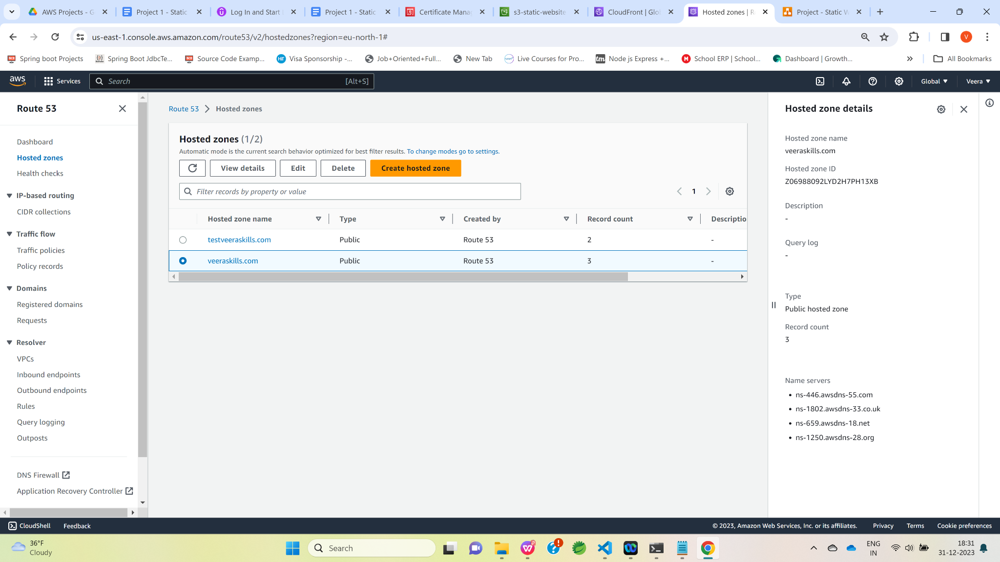 AWS Projects - G
Project 1 - Static
Log In and Start
Project 1 - Static
Certificate Manag
s3-static-website
CloudFront | Glob
Hosted zones | R
Project - Static W
us-east-1.console.aws.amazon.com/route53/v2/hostedzones?region=eu-north-1#
V
Spring boot Projects
Spring Boot JdbcTe...
Source Code Examp...
Visa Sponsorship -...
Job+Oriented+Full...
New Tab
Live Courses for Pro...
Node js Express +...
School ERP | School...
Dashboard | Growth...
All Bookmarks
aws
Services
Search
[Alt+S]
Global
Veera
Route 53
Dashboard
Hosted zones
Health checks
IP-based routing
CIDR collections
Traffic flow
Traffic policies
Policy records
Domains
Registered domains
Requests
Resolver
VPCs
Inbound endpoints
Outbound endpoints
Rules
Query logging
Outposts
DNS Firewall
Application Recovery Controller
Route 53 > Hosted zones
Hosted zones (1/2)
Automatic mode is the current search behavior optimized for best filter results. To change modes go to settings.
View details
Edit
Delete
Create hosted zone
Filter records by property or value
1
Hosted zone name Type Created by Record count Descriptio
testveeraskills.com Public Route 53 2 -
veeraskills.com Public Route 53 3 -
Hosted zone details
Hosted zone name
veeraskills.com
Hosted zone ID
Z06988092LYD2H7PH13XB
Description
-
Query log
-
Type
Public hosted zone
Record count
3
Name servers
• ns-446.awsdns-55.com
• ns-1802.awsdns-33.co.uk
• ns-659.awsdns-18.net
• ns-1250.awsdns-28.org
CloudShell
Feedback
© 2023, Amazon Web Services, Inc. or its affiliates.
Privacy
Terms
Cookie preferences
36°F
Cloudy
Search
ENG
IN
18:31
31-12-2023